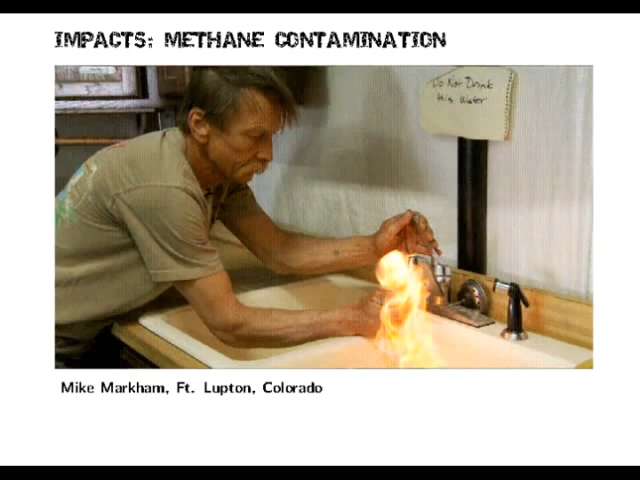 IMPACTS: METHANE CONTAMINATION
Do Not Drink
this Water
Mike Markham, Ft. Lupton, Colorado